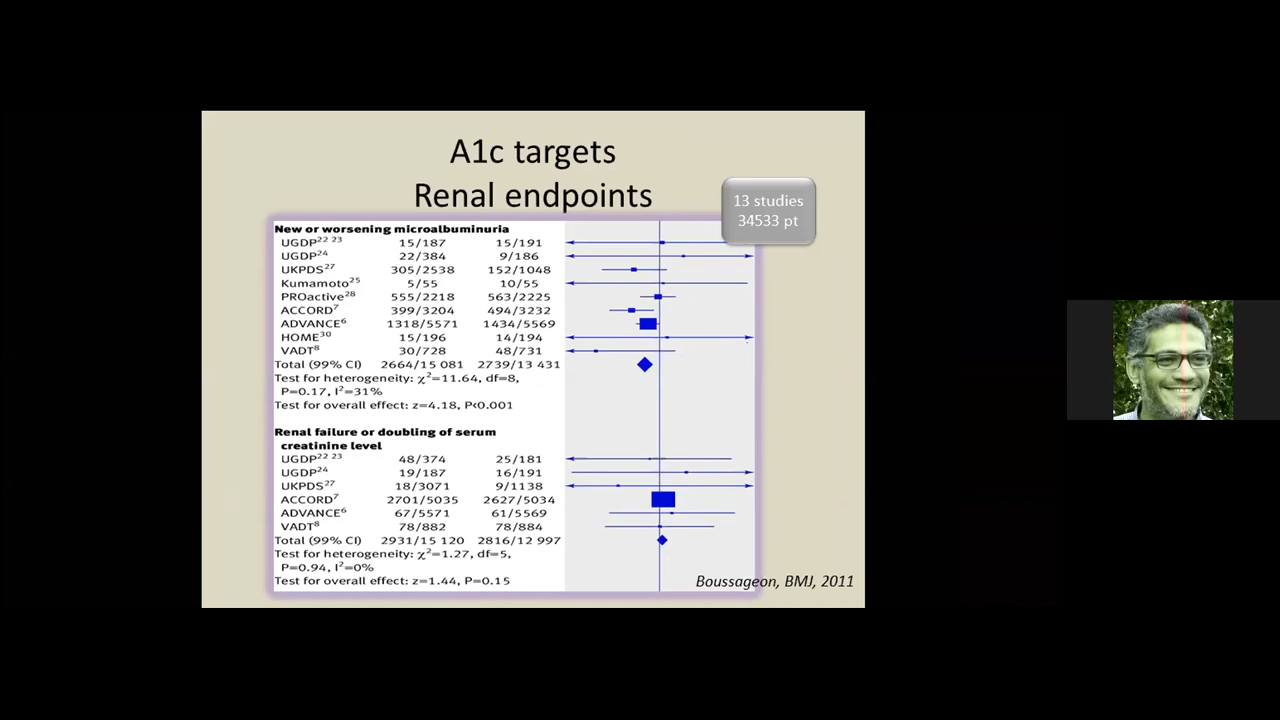 A1c targets
Renal endpoints
13 studies
34533 pt
New or worsening microalbuminuria
UGDP22 23 15/187 15/191
UGDP24 22/384 9/186
UKPDS27 305/2538 152/1048
Kumamoto25 5/55 10/55
PROactive28 555/2218 563/2225
ACCORD7 399/3204 494/3232
ADVANCE6 1318/5571 1434/5569
HOME30 15/196 14/194
VADT8 30/728 48/731
Total (99% CI) 2664/15 081 2739/13 431
Test for heterogeneity: χ2=11.64, df=8,
P=0.17, I2=31%
Test for overall effect: z=4.18, P<0.001
Renal failure or doubling of serum
creatinine level
UGDP22 23 48/374 25/181
UGDP24 19/187 16/191
UKPDS27 18/3071 9/1138
ACCORD7 2701/5035 2627/5034
ADVANCE6 67/5571 61/5569
VADT8 78/882 78/884
Total (99% CI) 2931/15 120 2816/12 997
Test for heterogeneity: χ2=1.27, df=5,
P=0.94, I2=0%
Test for overall effect: z=1.44, P=0.15
Boussageon, BMJ, 2011